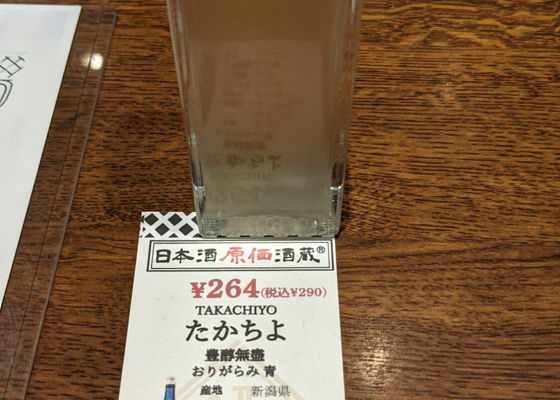 日本酒原価酒蔵®
¥264(税込¥290)
TAKACHIYO
たかちよ
豊醇無盡
おりがらみ 青
産地 新潟県